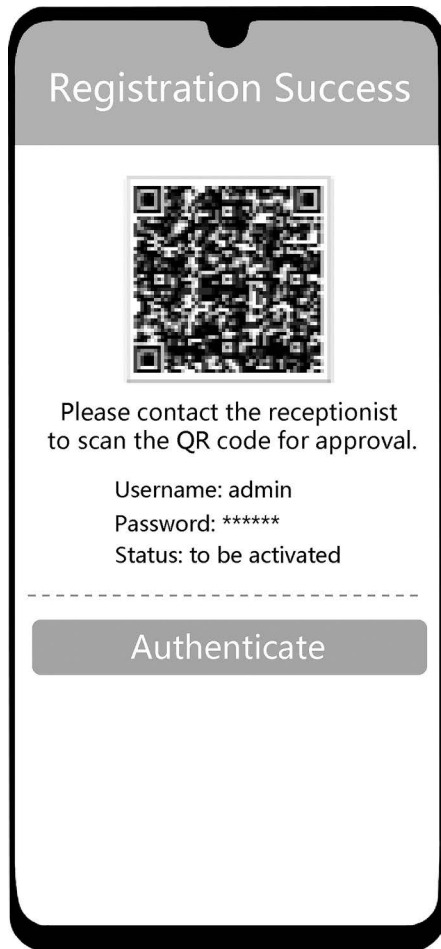 Registration Success
Please contact the receptionist
to scan the QR code for approval.
Username: admin
Password: ******
Status: to be activated
Authenticate